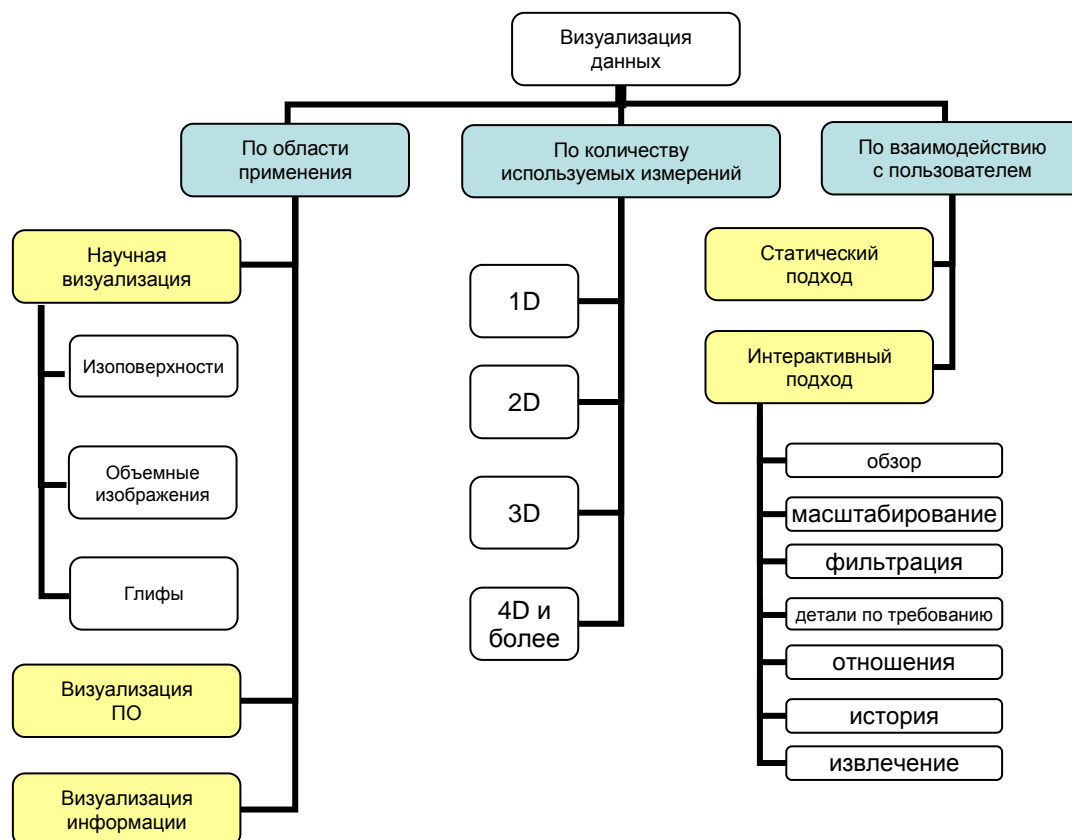 Визуализация
данных
По области
применения
По количеству
используемых измерений
По взаимодействию
с пользователем
Научная
визуализация
Изоповерхности
Объемные
изображения
Глифы
Визуализация
ПО
Визуализация
информации
1D
2D
3D
4D и
более
Статический
подход
Интерактивный
подход
обзор
масштабирование
фильтрация
детали по требованию
отношения
история
извлечение